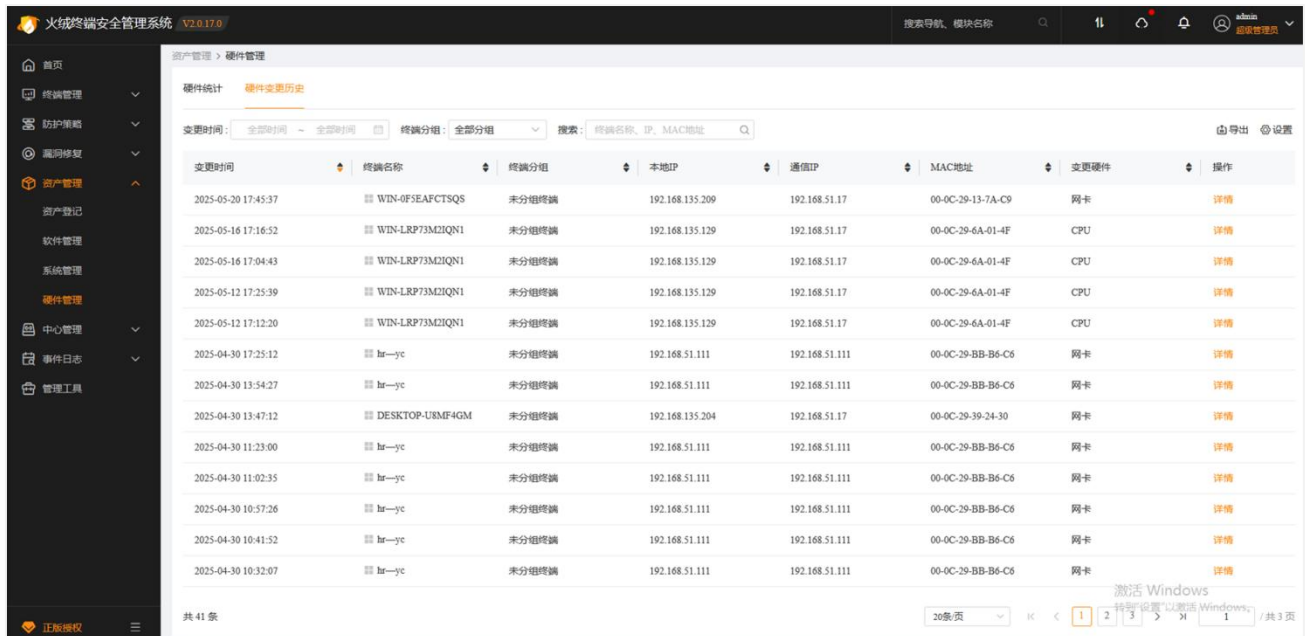 火绒终端安全管理系统 V2.0.17.0 搜索导航、模块名称 admin 超级管理员
首页
终端管理
防护策略
漏洞修复
资产管理
资产登记
软件管理
系统管理
硬件管理
中心管理
事件日志
管理工具
正版授权
资产管理 > 硬件管理
硬件统计 硬件变更历史
变更时间: 全部时间 ~ 全部时间 终端分组: 全部分组 搜索: 终端名称、IP、MAC地址 导出 设置
变更时间 终端名称 终端分组 本地IP 通信IP MAC地址 变更硬件 操作
2025-05-20 17:45:37 WIN-0F5EAFCTSQS 未分组终端 192.168.135.209 192.168.51.17 00-0C-29-13-7A-C9 网卡 详情
2025-05-16 17:16:52 WIN-LRP73M2IQN1 未分组终端 192.168.135.129 192.168.51.17 00-0C-29-6A-01-4F CPU 详情
2025-05-16 17:04:43 WIN-LRP73M2IQN1 未分组终端 192.168.135.129 192.168.51.17 00-0C-29-6A-01-4F CPU 详情
2025-05-12 17:25:39 WIN-LRP73M2IQN1 未分组终端 192.168.135.129 192.168.51.17 00-0C-29-6A-01-4F CPU 详情
2025-05-12 17:12:20 WIN-LRP73M2IQN1 未分组终端 192.168.135.129 192.168.51.17 00-0C-29-6A-01-4F CPU 详情
2025-04-30 17:25:12 hr—yc 未分组终端 192.168.51.111 192.168.51.111 00-0C-29-BB-B6-C6 网卡 详情
2025-04-30 13:54:27 hr—yc 未分组终端 192.168.51.111 192.168.51.111 00-0C-29-BB-B6-C6 网卡 详情
2025-04-30 13:47:12 DESKTOP-U8MF4GM 未分组终端 192.168.135.204 192.168.51.17 00-0C-29-39-24-30 网卡 详情
2025-04-30 11:23:00 hr—yc 未分组终端 192.168.51.111 192.168.51.111 00-0C-29-BB-B6-C6 网卡 详情
2025-04-30 11:02:35 hr—yc 未分组终端 192.168.51.111 192.168.51.111 00-0C-29-BB-B6-C6 网卡 详情
2025-04-30 10:57:26 hr—yc 未分组终端 192.168.51.111 192.168.51.111 00-0C-29-BB-B6-C6 网卡 详情
2025-04-30 10:41:52 hr—yc 未分组终端 192.168.51.111 192.168.51.111 00-0C-29-BB-B6-C6 网卡 详情
2025-04-30 10:32:07 hr—yc 未分组终端 192.168.51.111 192.168.51.111 00-0C-29-BB-B6-C6 网卡 详情
激活 Windows
转到"设置"以激活 Windows。
共 41 条 20条/页 1 2 3 1 / 共 3 页